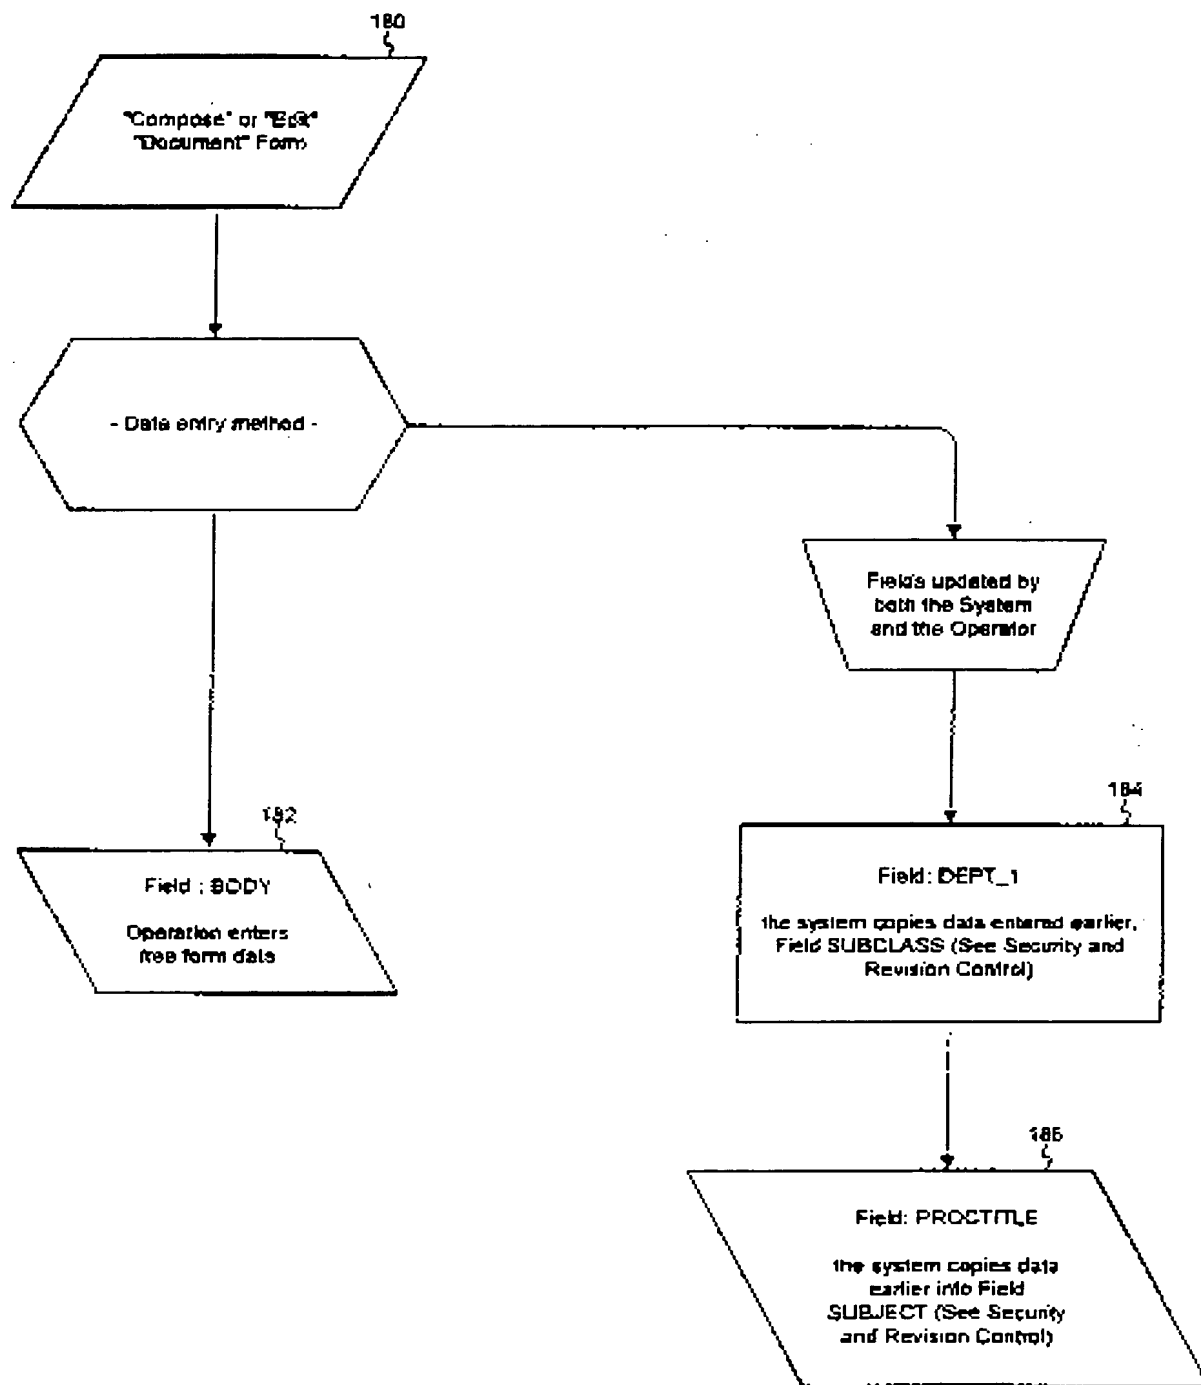 180
"Compose" or "Edit"
"Document" Form
- Data entry method -
Fields updated by
both the System
and the Operator
182
Field : BODY
Operation enters
free form data
184
Field: DEPT_1
the system copies data entered earlier,
Field SUBCLASS (See Security and
Revision Control)
186
Field: PROCTITLE
the system copies data
earlier into Field
SUBJECT (See Security
and Revision Control)